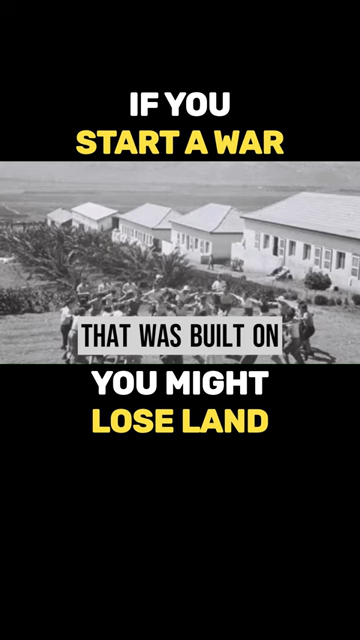 IF YOU
START A WAR
THAT WAS BUILT ON
YOU MIGHT
LOSE LAND